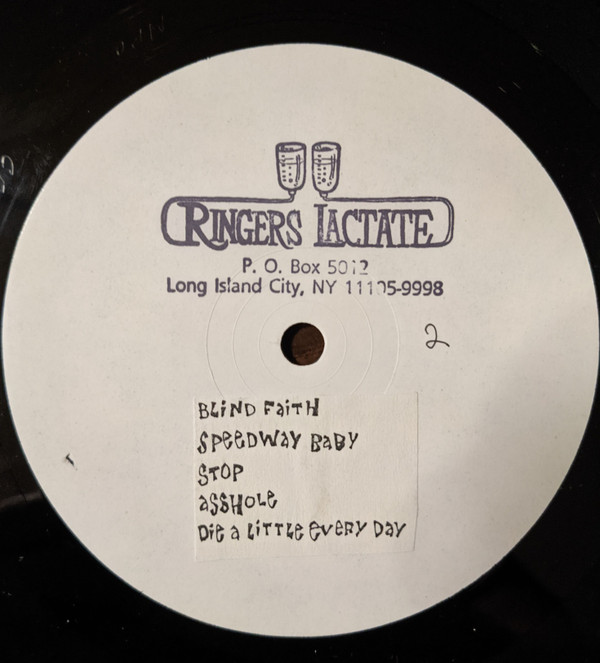 RINGERS LACTATE
P. O. Box 5012
Long Island City, NY 11105-9998
2
BLiND FaiTH
SPeeDWAY BaBY
STOP
aSSHOLe
Die a LiTTLe eVeRY DaY